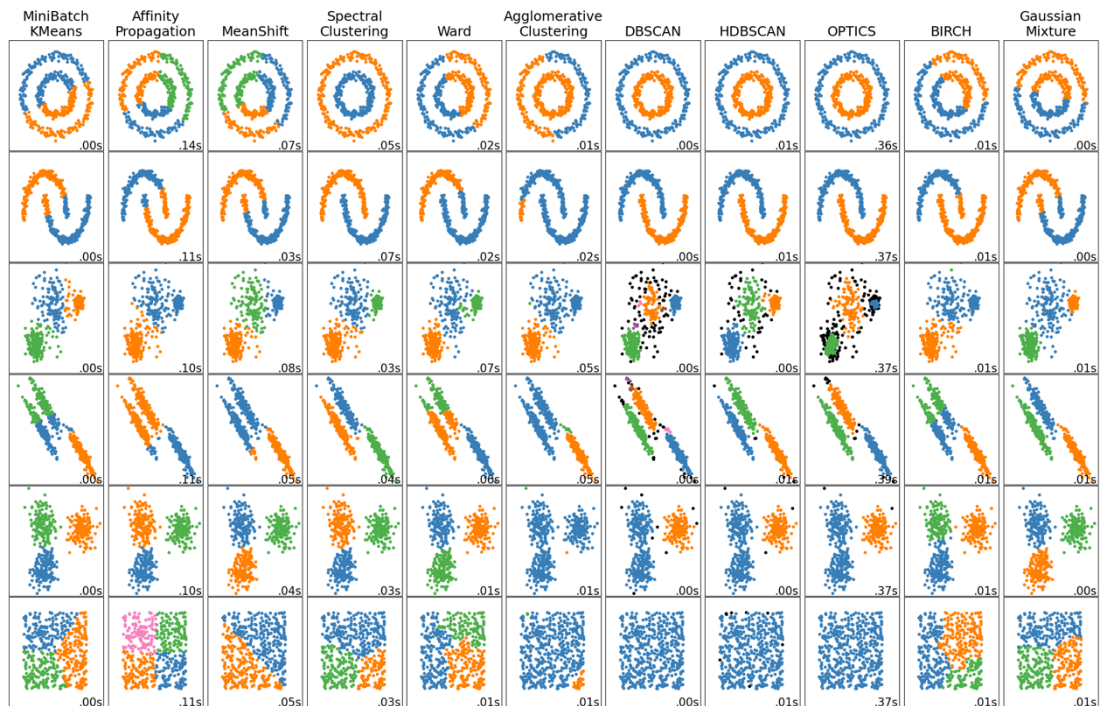 MiniBatch KMeans Affinity Propagation MeanShift Spectral Clustering Ward Agglomerative Clustering DBSCAN HDBSCAN OPTICS BIRCH Gaussian Mixture
.00s .14s .07s .05s .02s .01s .00s .01s .36s .01s .00s
.00s .11s .03s .07s .02s .02s .00s .01s .37s .01s .00s
.00s .10s .08s .03s .07s .05s .00s .00s .37s .01s .01s
.00s .11s .05s .04s .06s .05s .00s .01s .39s .01s .01s
.00s .10s .04s .03s .01s .01s .00s .00s .37s .01s .01s
.00s .11s .05s .03s .01s .01s .00s .01s .37s .01s .01s